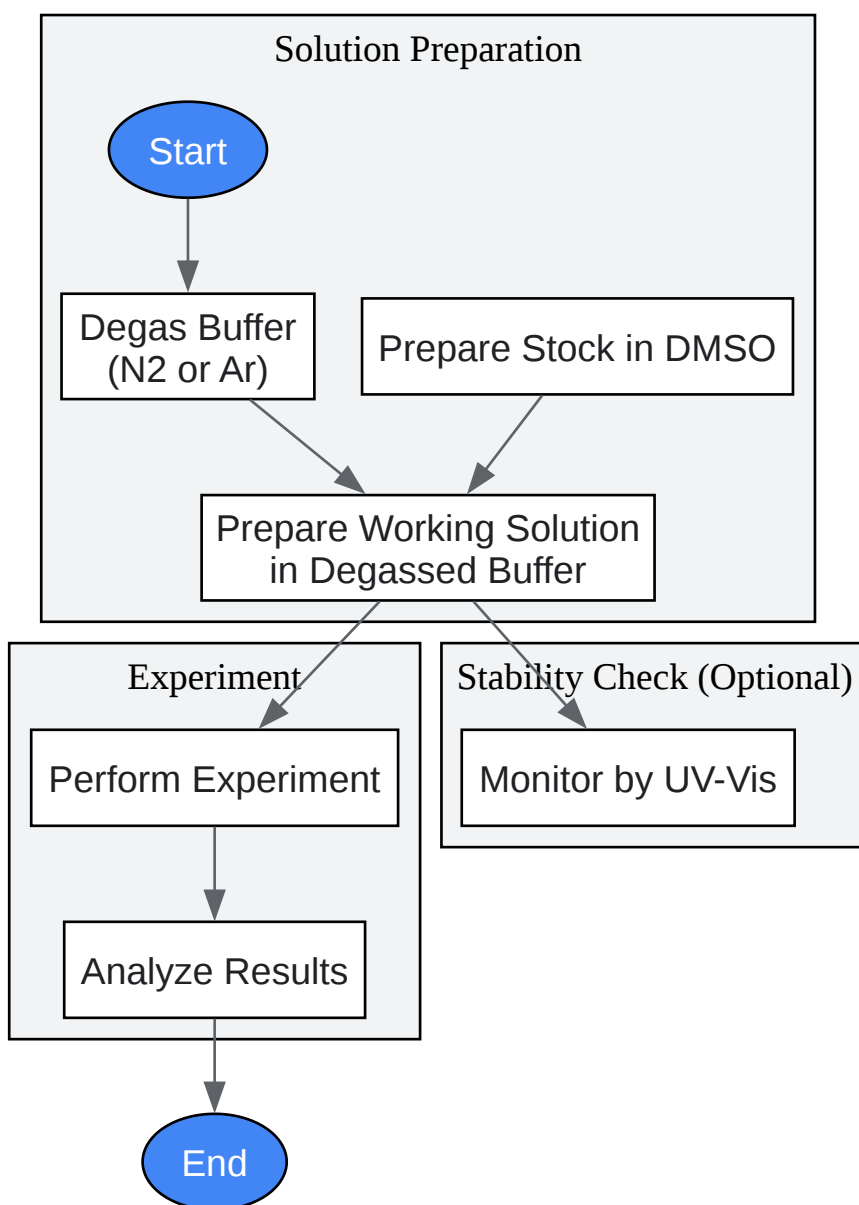 Solution Preparation
Start
Degas Buffer
(N2 or Ar)
Prepare Stock in DMSO
Prepare Working Solution
in Degassed Buffer
Experiment
Stability Check (Optional)
Perform Experiment
Monitor by UV-Vis
Analyze Results
End